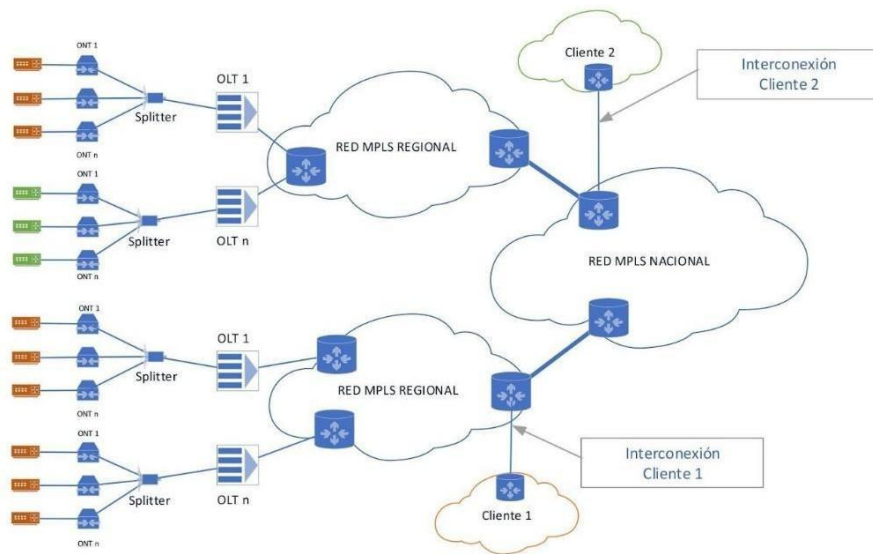 ONT 1
ONT n
Splitter
OLT 1
ONT 1
ONT n
Splitter
OLT n
RED MPLS REGIONAL
Cliente 2
Interconexión
Cliente 2
RED MPLS NACIONAL
ONT 1
ONT n
Splitter
OLT 1
ONT 1
ONT n
Splitter
OLT n
RED MPLS REGIONAL
Interconexión
Cliente 1
Cliente 1